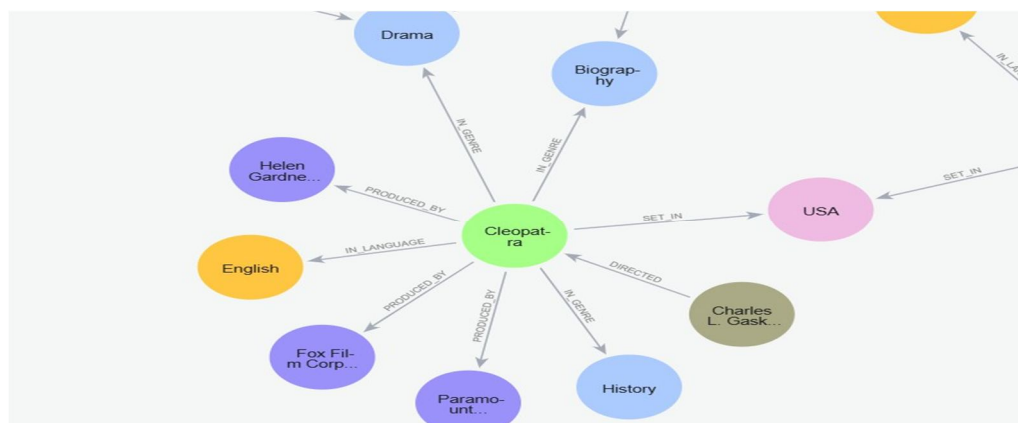 Drama
Biograp-
hy
IN_LA
IN_GENRE
IN_GENRE
Helen
Gardne...
PRODUCED_BY
SET_IN
USA
SET_IN
Cleopat-
ra
IN_LANGUAGE
English
DIRECTED
PRODUCED_BY
PRODUCED_BY
IN_GENRE
Charles
L. Gask...
Fox Fil-
m Corp...
History
Paramo-
unt...